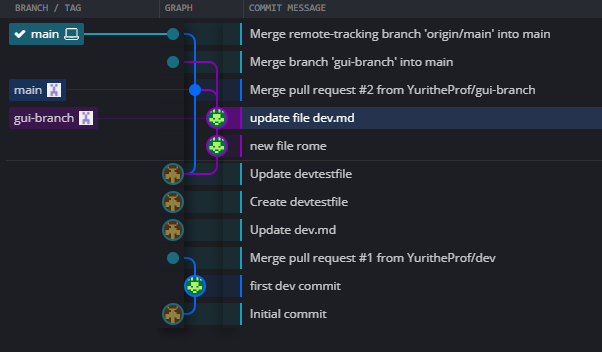 BRANCH / TAG GRAPH COMMIT MESSAGE
main Merge remote-tracking branch 'origin/main' into main
Merge branch 'gui-branch' into main
main Merge pull request #2 from YuritheProf/gui-branch
gui-branch update file dev.md
new file rome
Update devtestfile
Create devtestfile
Update dev.md
Merge pull request #1 from YuritheProf/dev
first dev commit
Initial commit